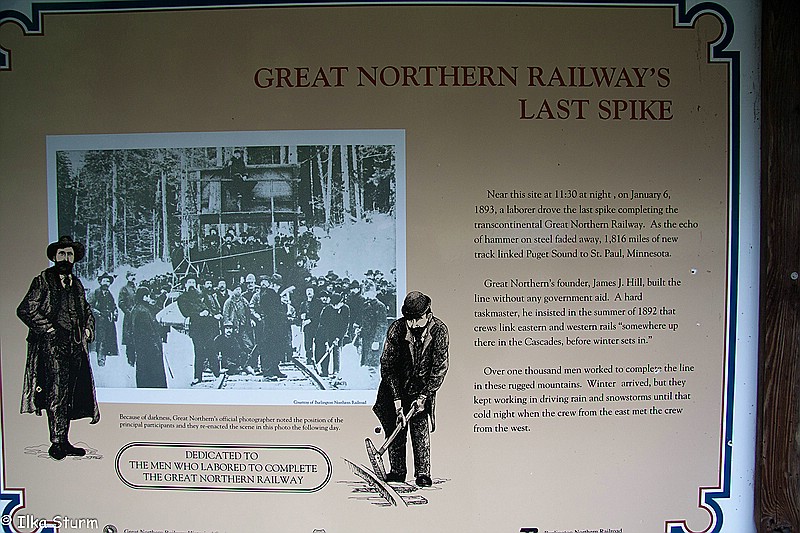 GREAT NORTHERN RAILWAY'S
LAST SPIKE
Near this site at 11:30 at night , on January 6,
1893, a laborer drove the last spike completing the
transcontinental Great Northern Railway. As the echo
of hammer on steel faded away, 1,816 miles of new
track linked Puget Sound to St. Paul, Minnesota.
Great Northern's founder, James J. Hill, built the
line without any government aid. A hard
taskmaster, he insisted in the summer of 1892 that
crews link eastern and western rails "somewhere up
there in the Cascades, before winter sets in."
Over one thousand men worked to complete the line
in these rugged mountains. Winter arrived, but they
kept working in driving rain and snowstorms until that
cold night when the crew from the east met the crew
from the west.
Courtesy of Burlington Northern Railroad
Because of darkness, Great Northern's official photographer noted the position of the
principal participants and they re-enacted the scene in this photo the following day.
DEDICATED TO
THE MEN WHO LABORED TO COMPLETE
THE GREAT NORTHERN RAILWAY
Great Northern Railway
Burlington Northern Railroad
© Ilka Sturm